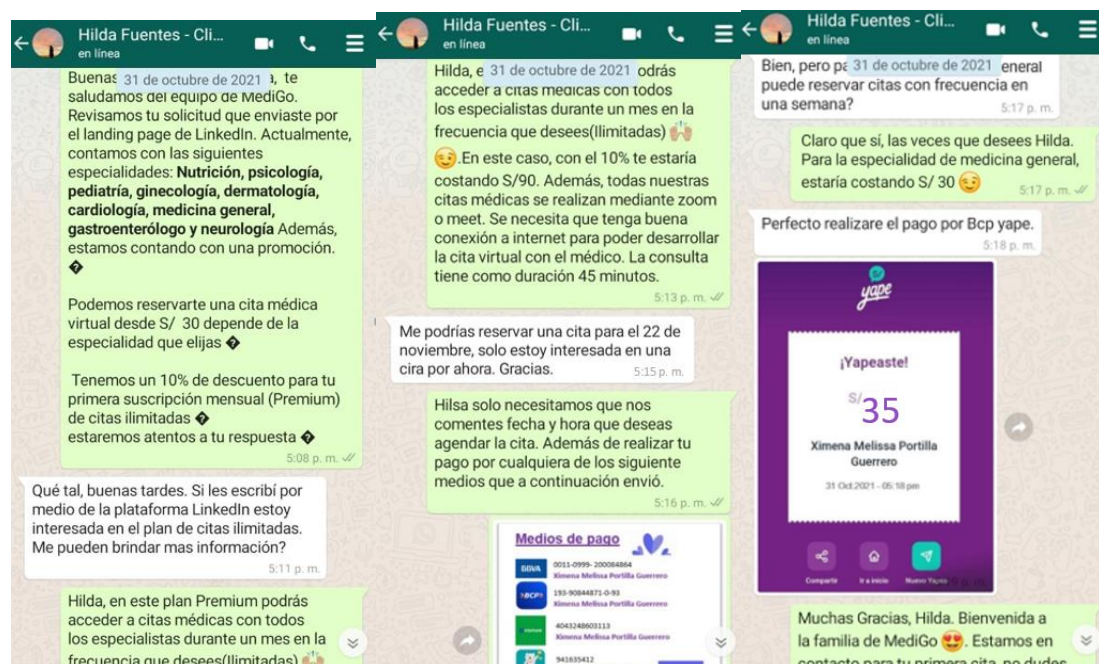 Hilda Fuentes - Cli...
en línea
31 de octubre de 2021
Buenas te
saludamos del equipo de MediGo.
Revisamos tu solicitud que enviaste por
el landing page de LinkedIn. Actualmente,
contamos con las siguientes
especialidades: Nutrición, psicología,
pediatría, ginecología, dermatología,
cardiología, medicina general,
gastroenterólogo y neurología Además,
estamos contando con una promoción.
Podemos reservarte una cita médica
virtual desde S/ 30 depende de la
especialidad que elijas
Tenemos un 10% de descuento para tu
primera suscripción mensual (Premium)
de citas ilimitadas
estaremos atentos a tu respuesta
5:08 p. m.
Qué tal, buenas tardes. Si les escribí por
medio de la plataforma LinkedIn estoy
interesada en el plan de citas ilimitadas.
Me pueden brindar mas información?
5:11 p. m.
Hilda, en este plan Premium podrás
acceder a citas médicas con todos
los especialistas durante un mes en la
frecuencia que desees(Ilimitadas) 🙌
Hilda Fuentes - Cli...
en línea
31 de octubre de 2021
Hilda, e odrás
acceder a citas médicas con todos
los especialistas durante un mes en la
frecuencia que desees(Ilimitadas) 🙌
😉.En este caso, con el 10% te estaría
costando S/90. Además, todas nuestras
citas médicas se realizan mediante zoom
o meet. Se necesita que tenga buena
conexión a internet para poder desarrollar
la cita virtual con el médico. La consulta
tiene como duración 45 minutos.
5:13 p. m.
Me podrías reservar una cita para el 22 de
noviembre, solo estoy interesada en una
cira por ahora. Gracias.
5:15 p. m.
Hilsa solo necesitamos que nos
comentes fecha y hora que deseas
agendar la cita. Además de realizar tu
pago por cualquiera de los siguiente
medios que a continuación envió.
5:16 p. m.
Medios de pago
BBVA 0011-0999- 200084864
Ximena Melissa Portilla Guerrero
BCP 193-90844871-0-93
Ximena Melissa Portilla Guerrero
4043248603113
Ximena Melissa Portilla Guerrero
941635412
Hilda Fuentes - Cli...
en línea
31 de octubre de 2021
Bien, pero pa eneral
puede reservar citas con frecuencia en
una semana?
5:17 p. m.
Claro que sí, las veces que desees Hilda.
Para la especialidad de medicina general,
estaría costando S/ 30 😉
5:17 p. m.
Perfecto realizare el pago por Bcp yape.
5:18 p. m.
S/
yape
¡Yapeaste!
S/ 35
Ximena Melissa Portilla
Guerrero
31 Oct 2021 - 05:18 pm
Compartir Ir a inicio Nuevo Yapeo
Muchas Gracias, Hilda. Bienvenida a
la familia de MediGo 😍. Estamos en
contacto para tu primera cita, no dudes